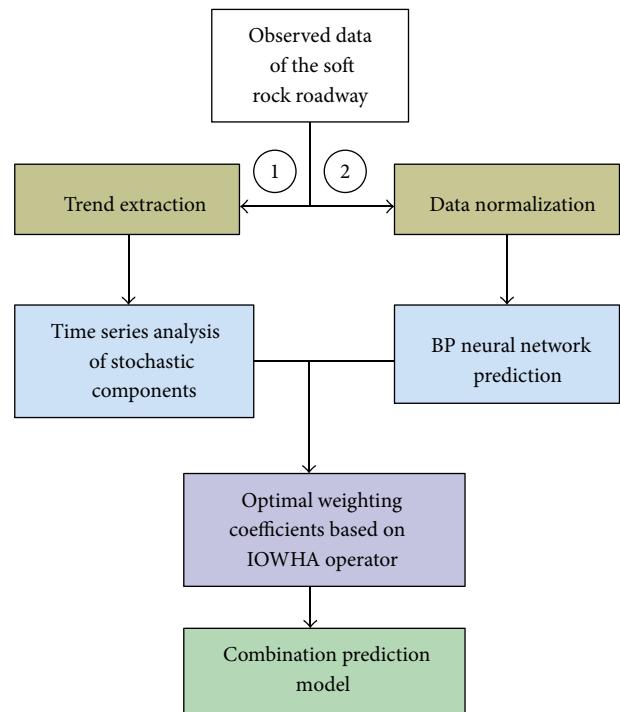 Observed data
of the soft
rock roadway
1
2
Trend extraction
Data normalization
Time series analysis
of stochastic
components
BP neural network
prediction
Optimal weighting
coefficients based on
IOWHA operator
Combination prediction
model